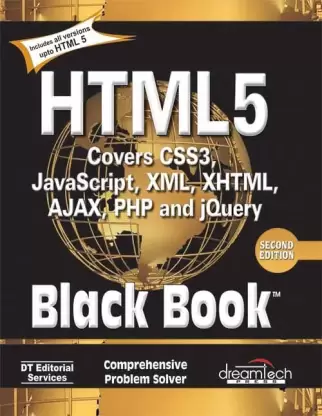 Includes all versions
upto HTML 5
HTML5
Covers CSS3,
JavaScript, XML, XHTML,
AJAX, PHP and jQuery
SECOND
EDITION
Black Book™
DT Editorial
Services
Comprehensive
Problem Solver
dreamtech
PRESS